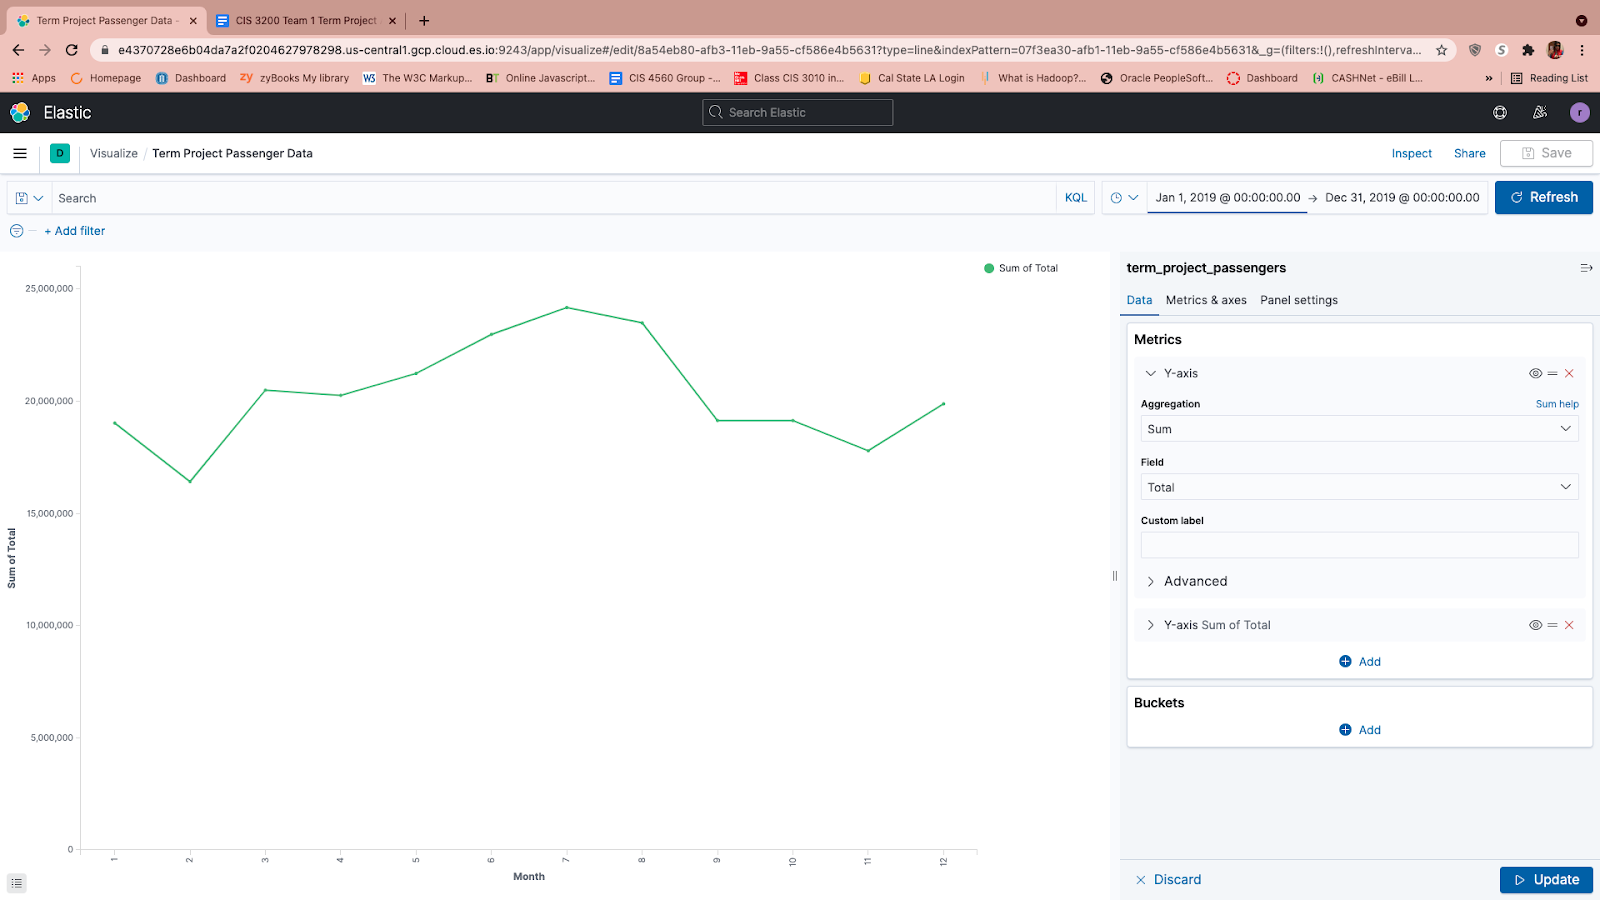 Term Project Passenger Data -
CIS 3200 Team 1 Term Project
e4370728e6b04da7a2f0204627978298.us-central1.gcp.cloud.es.io:9243/app/visualize#/edit/8a54eb80-afb3-11eb-9a55-cf586e4b5631?type=line&indexPattern=07f3ea30-afb1-11eb-9a55-cf586e4b5631&_g=(filters:!(),refreshInterva...
Apps Homepage Dashboard zyBooks My library The W3C Markup... Online Javascript... CIS 4560 Group -... Class CIS 3010 in... Cal State LA Login What is Hadoop?... Oracle PeopleSoft... Dashboard CASHNet - eBill L... » Reading List
Elastic
Search Elastic
r
D
Visualize / Term Project Passenger Data
Inspect Share Save
Search
KQL
Jan 1, 2019 @ 00:00:00.00 → Dec 31, 2019 @ 00:00:00.00
Refresh
+ Add filter
Sum of Total
25,000,000
20,000,000
15,000,000
10,000,000
5,000,000
0
Sum of Total
1 2 3 4 5 6 7 8 9 10 11 12
Month
term_project_passengers
Data Metrics & axes Panel settings
Metrics
Y-axis
Aggregation
Sum help
Sum
Field
Total
Custom label
Advanced
Y-axis Sum of Total
Add
Buckets
Add
Discard
Update